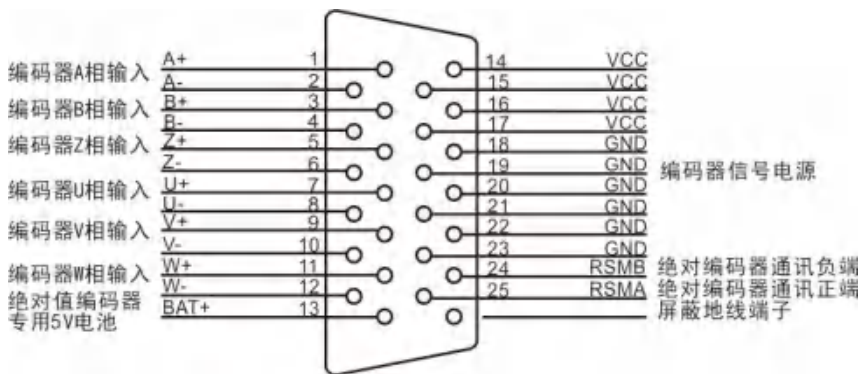 编码器A相输入 A+ 1
A- 2
编码器B相输入 B+ 3
B- 4
编码器Z相输入 Z+ 5
Z- 6
编码器U相输入 U+ 7
U- 8
编码器V相输入 V+ 9
V- 10
编码器W相输入 W+ 11
W- 12
绝对值编码器
专用5V电池 BAT+ 13
14 VCC
15 VCC
16 VCC
17 VCC
18 GND
19 GND 编码器信号电源
20 GND
21 GND
22 GND
23 GND
24 RSMB 绝对编码器通讯负端
25 RSMA 绝对编码器通讯正端
屏蔽地线端子